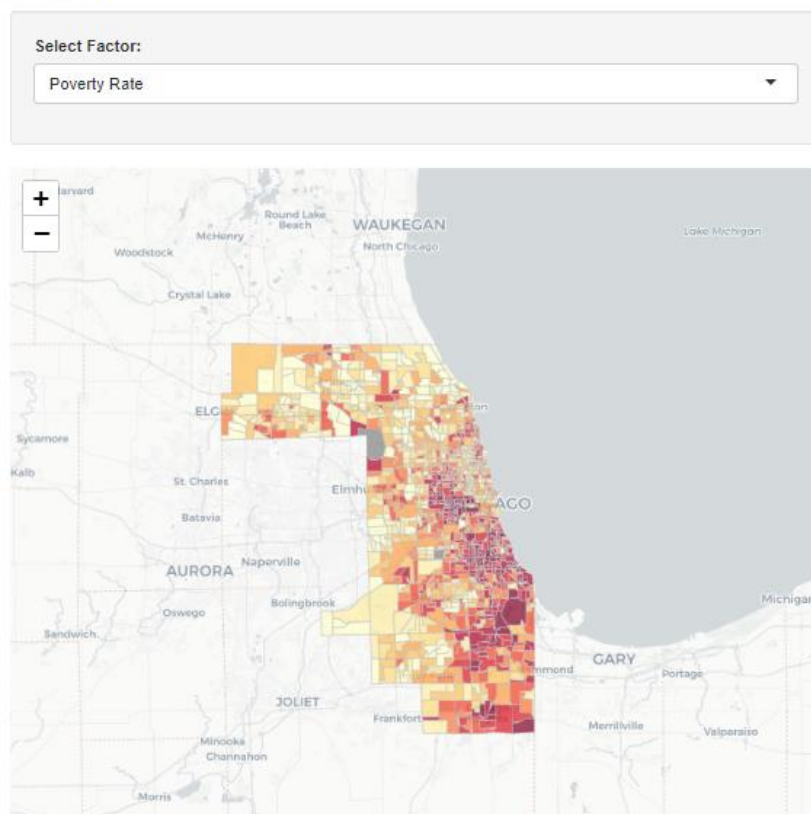 Select Factor:
Poverty Rate
+
−
arvard
Round Lake
Beach
WAUKEGAN
McHenry
North Chicago
Lake Michigan
Woodstock
Crystal Lake
ELG
Sycamore
Kalb
St. Charles
Elmhu
AGO
Batavia
Naperville
AURORA
Bolingbrook
Michigan
Oswego
Sandwich
GARY
mmond
Portage
JOLIET
Frankfort
Merrillville
Valparaiso
Minooka
Channahon
Morris